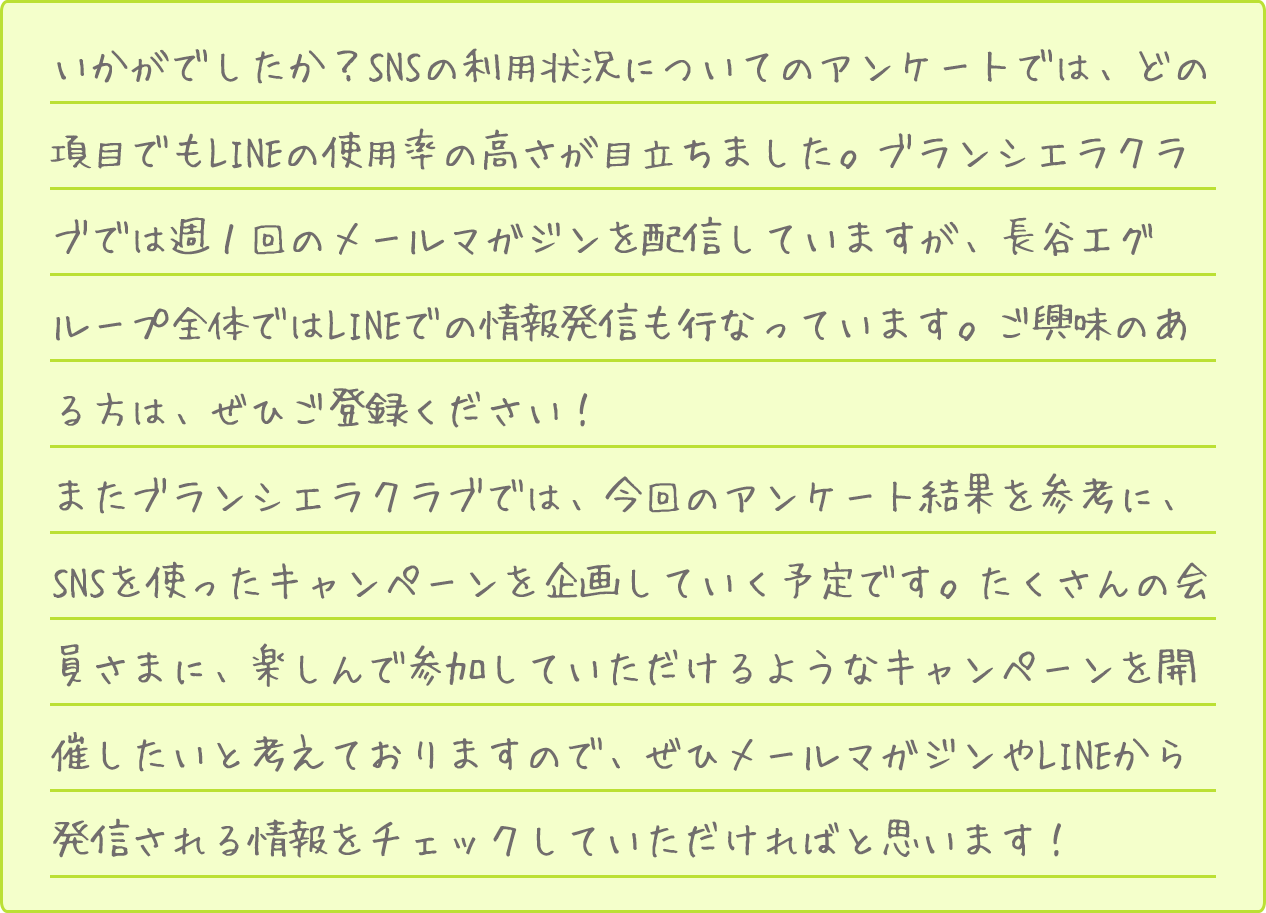 いかがでしたか？SNSの利用状況についてのアンケートでは、どの
項目でもLINEの使用率の高さが目立ちました。ブランシエラクラ
ブでは週１回のメールマガジンを配信していますが、長谷エグ
ループ全体ではLINEでの情報発信も行なっています。ご興味のあ
る方は、ぜひご登録ください！
またブランシエラクラブでは、今回のアンケート結果を参考に、
SNSを使ったキャンペーンを企画していく予定です。たくさんの会
員さまに、楽しんで参加していただけるようなキャンペーンを開
催したいと考えておりますので、ぜひメールマガジンやLINEから
発信される情報をチェックしていただければと思います！